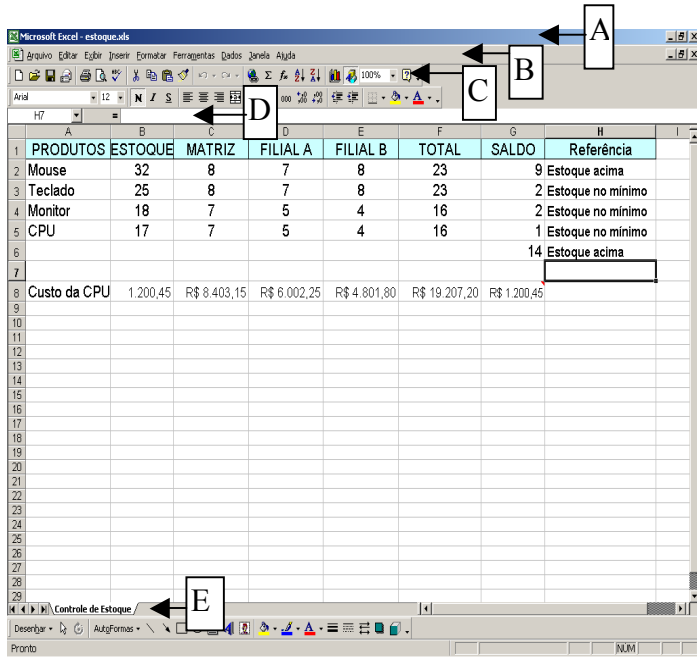 Microsoft Excel - estoque.xls
A
Arquivo Editar Exibir Inserir Formatar Ferramentas Dados Janela Ajuda
B
100%
C
Arial 12 N I S 000
H7 =
D
A B C D E F G H I
1 PRODUTOS ESTOQUE MATRIZ FILIAL A FILIAL B TOTAL SALDO Referência
2 Mouse 32 8 7 8 23 9 Estoque acima
3 Teclado 25 8 7 8 23 2 Estoque no mínimo
4 Monitor 18 7 5 4 16 2 Estoque no mínimo
5 CPU 17 7 5 4 16 1 Estoque no mínimo
6 14 Estoque acima
7
8 Custo da CPU 1.200,45 R$ 8.403,15 R$ 6.002,25 R$ 4.801,80 R$ 19.207,20 R$ 1.200,45
9
10
11
12
13
14
15
16
17
18
19
20
21
22
23
24
25
26
27
28
29
Controle de Estoque
E
Desenhar AutoFormas
Pronto NÚM